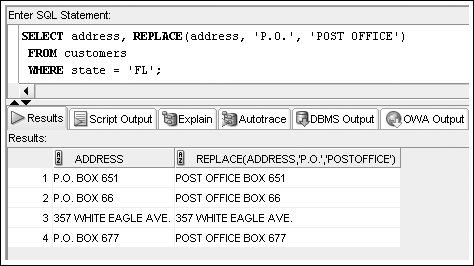 Enter SQL Statement:
SELECT address, REPLACE(address, 'P.O.', 'POST OFFICE')
FROM customers
WHERE state = 'FL';
Results Script Output Explain Autotrace DBMS Output OWA Output
Results:
ADDRESS REPLACE(ADDRESS,'P.O.','POSTOFFICE')
1 P.O. BOX 651 POST OFFICE BOX 651
2 P.O. BOX 66 POST OFFICE BOX 66
3 357 WHITE EAGLE AVE. 357 WHITE EAGLE AVE.
4 P.O. BOX 677 POST OFFICE BOX 677